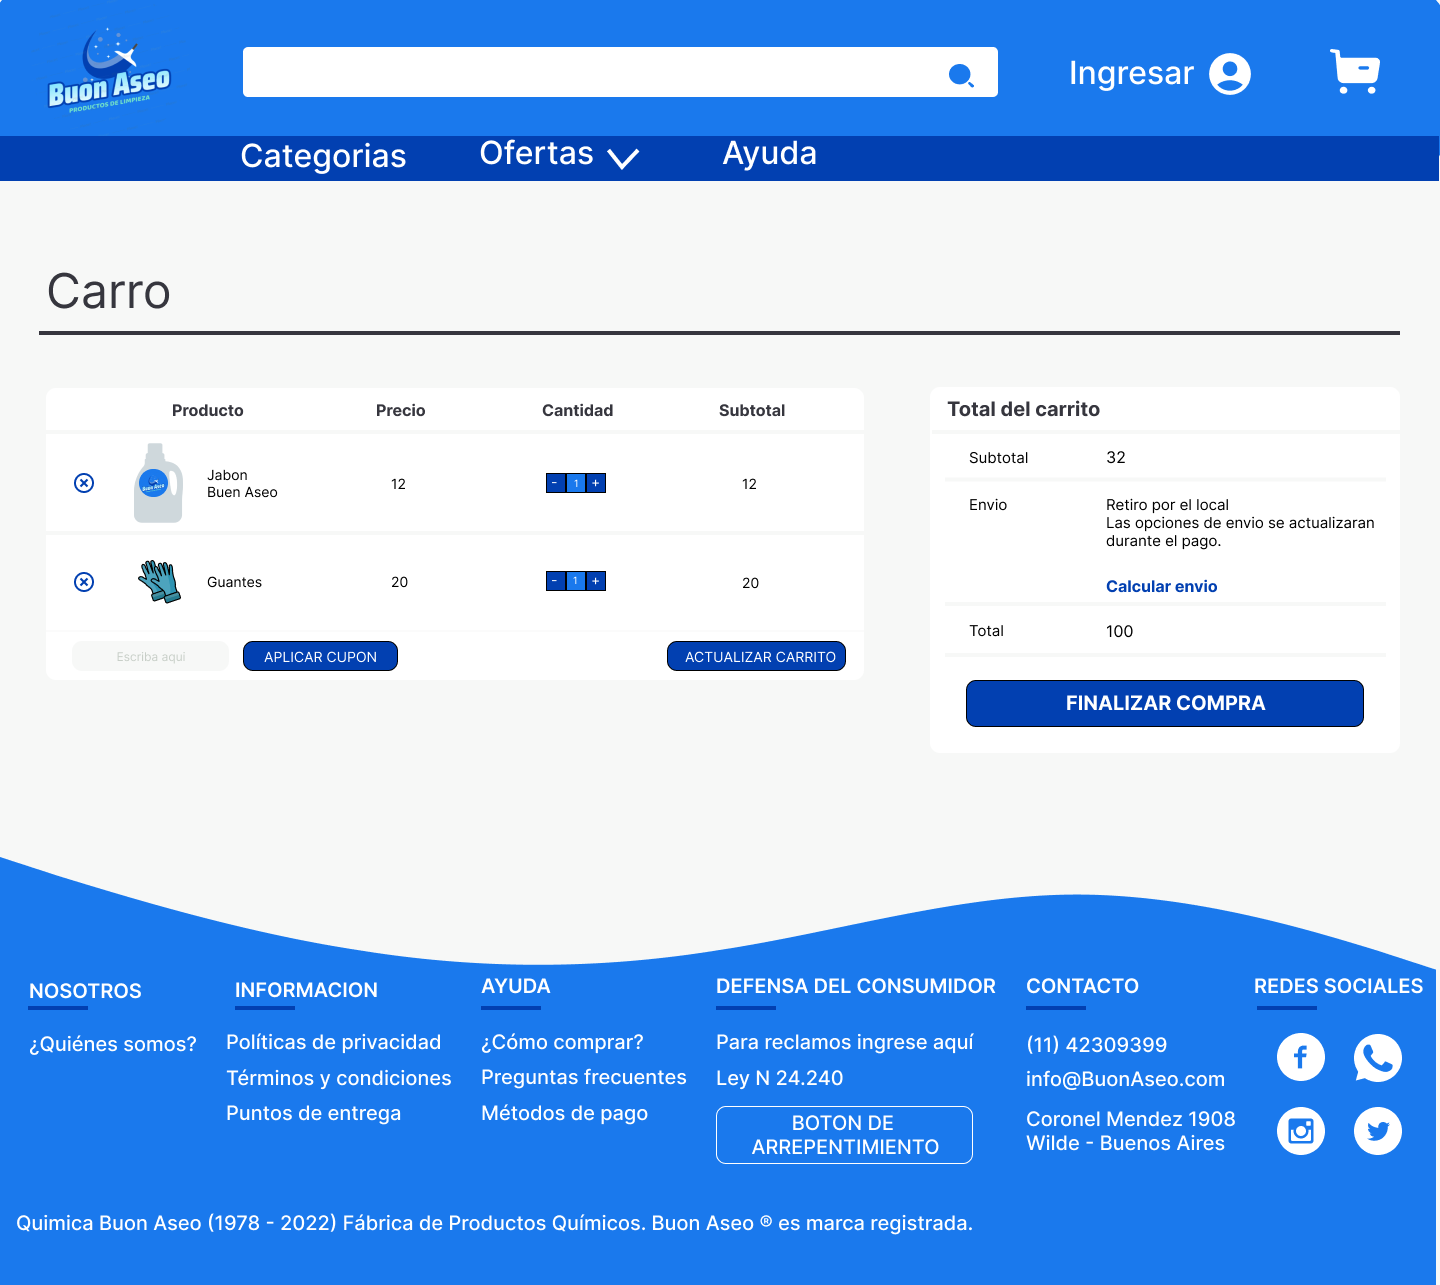 Buon Aseo
PRODUCTOS DE LIMPIEZA
Ingresar
Categorias
Ofertas
Ayuda
Carro
Producto
Precio
Cantidad
Subtotal
Jabon
Buen Aseo
12
- 1 +
12
Guantes
20
- 1 +
20
Escriba aqui
APLICAR CUPON
ACTUALIZAR CARRITO
Total del carrito
Subtotal
32
Envio
Retiro por el local
Las opciones de envio se actualizaran
durante el pago.
Calcular envio
Total
100
FINALIZAR COMPRA
NOSOTROS
¿Quiénes somos?
INFORMACION
Políticas de privacidad
Términos y condiciones
Puntos de entrega
AYUDA
¿Cómo comprar?
Preguntas frecuentes
Métodos de pago
DEFENSA DEL CONSUMIDOR
Para reclamos ingrese aquí
Ley N 24.240
BOTON DE
ARREPENTIMIENTO
CONTACTO
(11) 42309399
info@BuonAseo.com
Coronel Mendez 1908
Wilde - Buenos Aires
REDES SOCIALES
Quimica Buon Aseo (1978 - 2022) Fábrica de Productos Químicos. Buon Aseo ® es marca registrada.